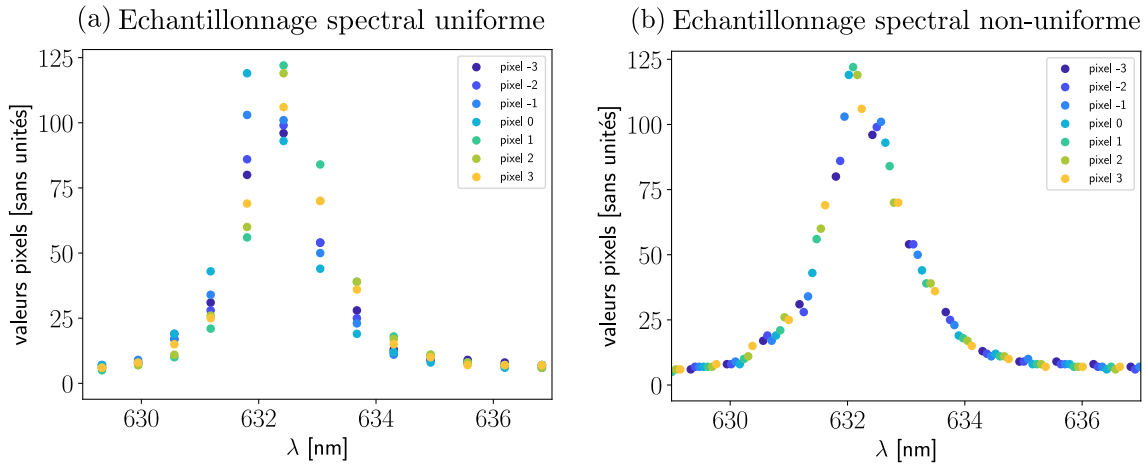 (a) Echantillonnage spectral uniforme
125
100
75
50
25
0
valeurs pixels [sans unités]
630
632
634
636
λ [nm]
pixel -3
pixel -2
pixel -1
pixel 0
pixel 1
pixel 2
pixel 3
(b) Echantillonnage spectral non-uniforme
125
100
75
50
25
0
valeurs pixels [sans unités]
630
632
634
636
λ [nm]
pixel -3
pixel -2
pixel -1
pixel 0
pixel 1
pixel 2
pixel 3